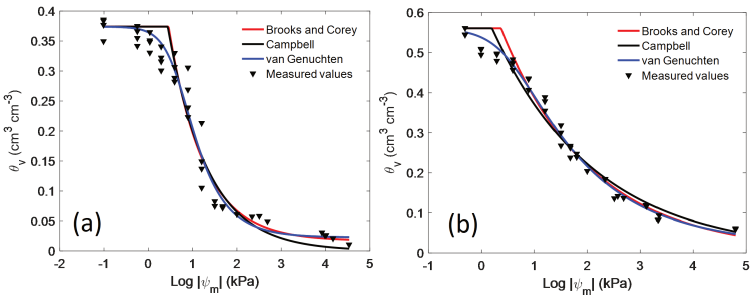 0.4
0.35
0.3
0.25
0.2
0.15
0.1
0.05
0
θv (cm3 cm-3)
Brooks and Corey
Campbell
van Genuchten
Measured values
(a)
-2 -1 0 1 2 3 4 5
Log |ψm| (kPa)
0.6
0.5
0.4
0.3
0.2
0.1
0
θv (cm3 cm-3)
Brooks and Corey
Campbell
van Genuchten
Measured values
(b)
-1 0 1 2 3 4 5
Log |ψm| (kPa)